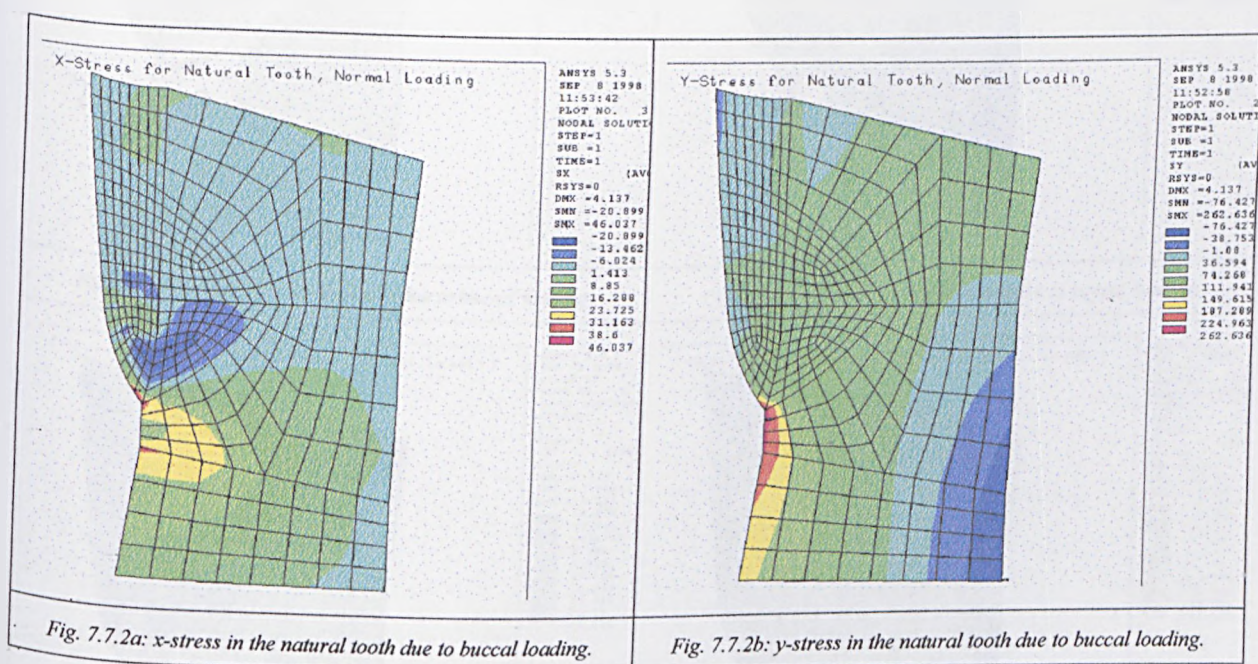 X-Stress for Natural Tooth, Normal Loading
ANSYS 5.3
SEP 8 1998
11:53:42
PLOT NO. 3
NODAL SOLUTI
STEP=1
SUB =1
TIME=1
SX (AV
RSYS=0
DMX =4.137
SMN =-20.899
SMX =46.037
-20.899
-13.462
-6.024
1.413
8.85
16.288
23.725
31.163
38.6
46.037
Fig. 7.7.2a: x-stress in the natural tooth due to buccal loading.
Y-Stress for Natural Tooth, Normal Loading
ANSYS 5.3
SEP 8 1998
11:52:58
PLOT NO.
NODAL SOLUTI
STEP=1
SUB =1
TIME=1
SY (AV
RSYS=0
DMX =4.137
SMN =-76.427
SMX =262.636
-76.427
-38.753
-1.08
36.594
74.268
111.941
149.615
187.289
224.963
262.636
Fig. 7.7.2b: y-stress in the natural tooth due to buccal loading.